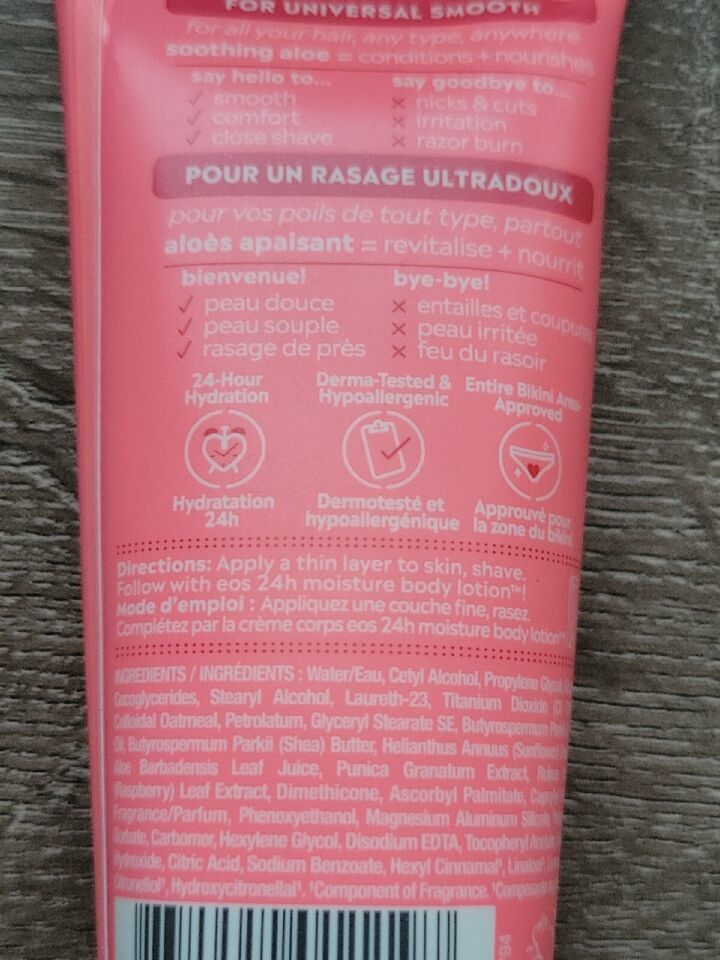 FOR UNIVERSAL SMOOTH
for all your hair, any type, anywhere
soothing aloe = conditions + nourishes
say hello to...
✓ smooth
✓ comfort
✓ close shave
say goodbye to...
× nicks & cuts
× irritation
× razor burn
POUR UN RASAGE ULTRADOUX
pour vos poils de tout type, partout
aloès apaisant = revitalise + nourrit
bienvenue!
✓ peau douce
✓ peau souple
✓ rasage de près
bye-bye!
× entailles et coupures
× peau irritée
× feu du rasoir
24-Hour
Hydration
Hydratation
24h
Derma-Tested &
Hypoallergenic
Dermotesté et
hypoallergénique
Entire Bikini Area-
Approved
Approuvé pour
la zone du bikini
Directions: Apply a thin layer to skin, shave.
Follow with eos 24h moisture body lotion™!
Mode d'emploi : Appliquez une couche fine, rasez.
Complétez par la crème corps eos 24h moisture body lotion™
INGREDIENTS / INGRÉDIENTS : Water/Eau, Cetyl Alcohol, Propylene Glycol,
Cocoglycerides, Stearyl Alcohol, Laureth-23, Titanium Dioxide
Colloidal Oatmeal, Petrolatum, Glyceryl Stearate SE, Butyrospermum
Oil, Butyrospermum Parkii (Shea) Butter, Helianthus Annuus (Sunflower)
Aloe Barbadensis Leaf Juice, Punica Granatum Extract,
(Raspberry) Leaf Extract, Dimethicone, Ascorbyl Palmitate,
Fragrance/Parfum, Phenoxyethanol, Magnesium Aluminum Silicate,
Sorbate, Carbomer, Hexylene Glycol, Disodium EDTA, Tocopheryl
Hydroxide, Citric Acid, Sodium Benzoate, Hexyl Cinnamal¹, Linalool¹,
Citronellol¹, Hydroxycitronellal¹. ¹Component of Fragrance.